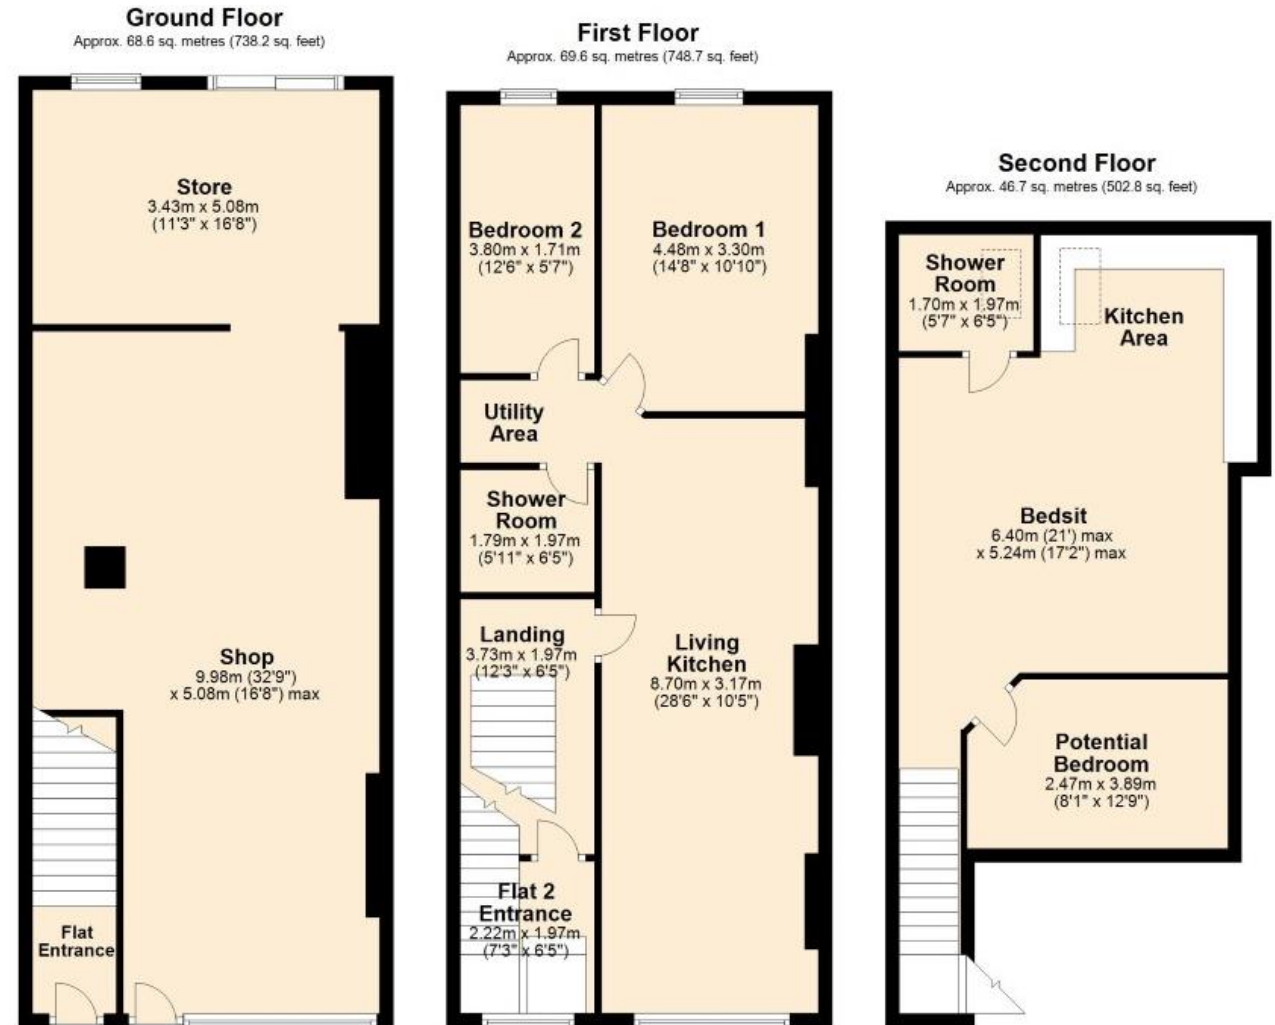 Ground Floor
Approx. 68.6 sq. metres (738.2 sq. feet)
Store
3.43m x 5.08m
(11'3" x 16'8")
Shop
9.98m (32'9")
x 5.08m (16'8") max
Flat
Entrance
First Floor
Approx. 69.6 sq. metres (748.7 sq. feet)
Bedroom 2
3.80m x 1.71m
(12'6" x 5'7")
Bedroom 1
4.48m x 3.30m
(14'8" x 10'10")
Utility
Area
Shower
Room
1.79m x 1.97m
(5'11" x 6'5")
Landing
3.73m x 1.97m
(12'3" x 6'5")
Living
Kitchen
8.70m x 3.17m
(28'6" x 10'5")
Flat 2
Entrance
2.22m x 1.97m
(7'3" x 6'5")
Second Floor
Approx. 46.7 sq. metres (502.8 sq. feet)
Shower
Room
1.70m x 1.97m
(5'7" x 6'5")
Kitchen
Area
Bedsit
6.40m (21') max
x 5.24m (17'2") max
Potential
Bedroom
2.47m x 3.89m
(8'1" x 12'9")